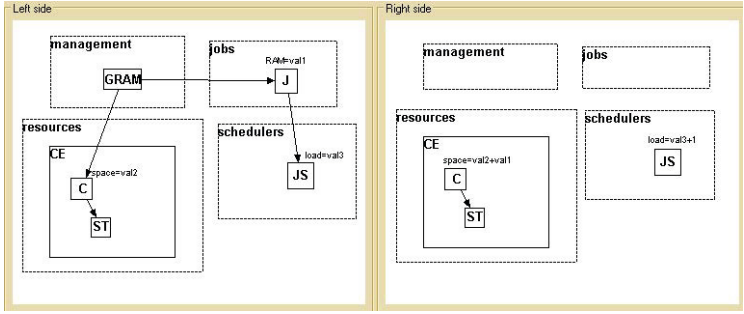 Left side
management
jobs
RAM=val1
GRAM
J
resources
schedulers
CE
space=val2
load=val3
C
JS
ST
Right side
management
jobs
resources
schedulers
CE
load=val3+1
space=val2+val1
JS
C
ST